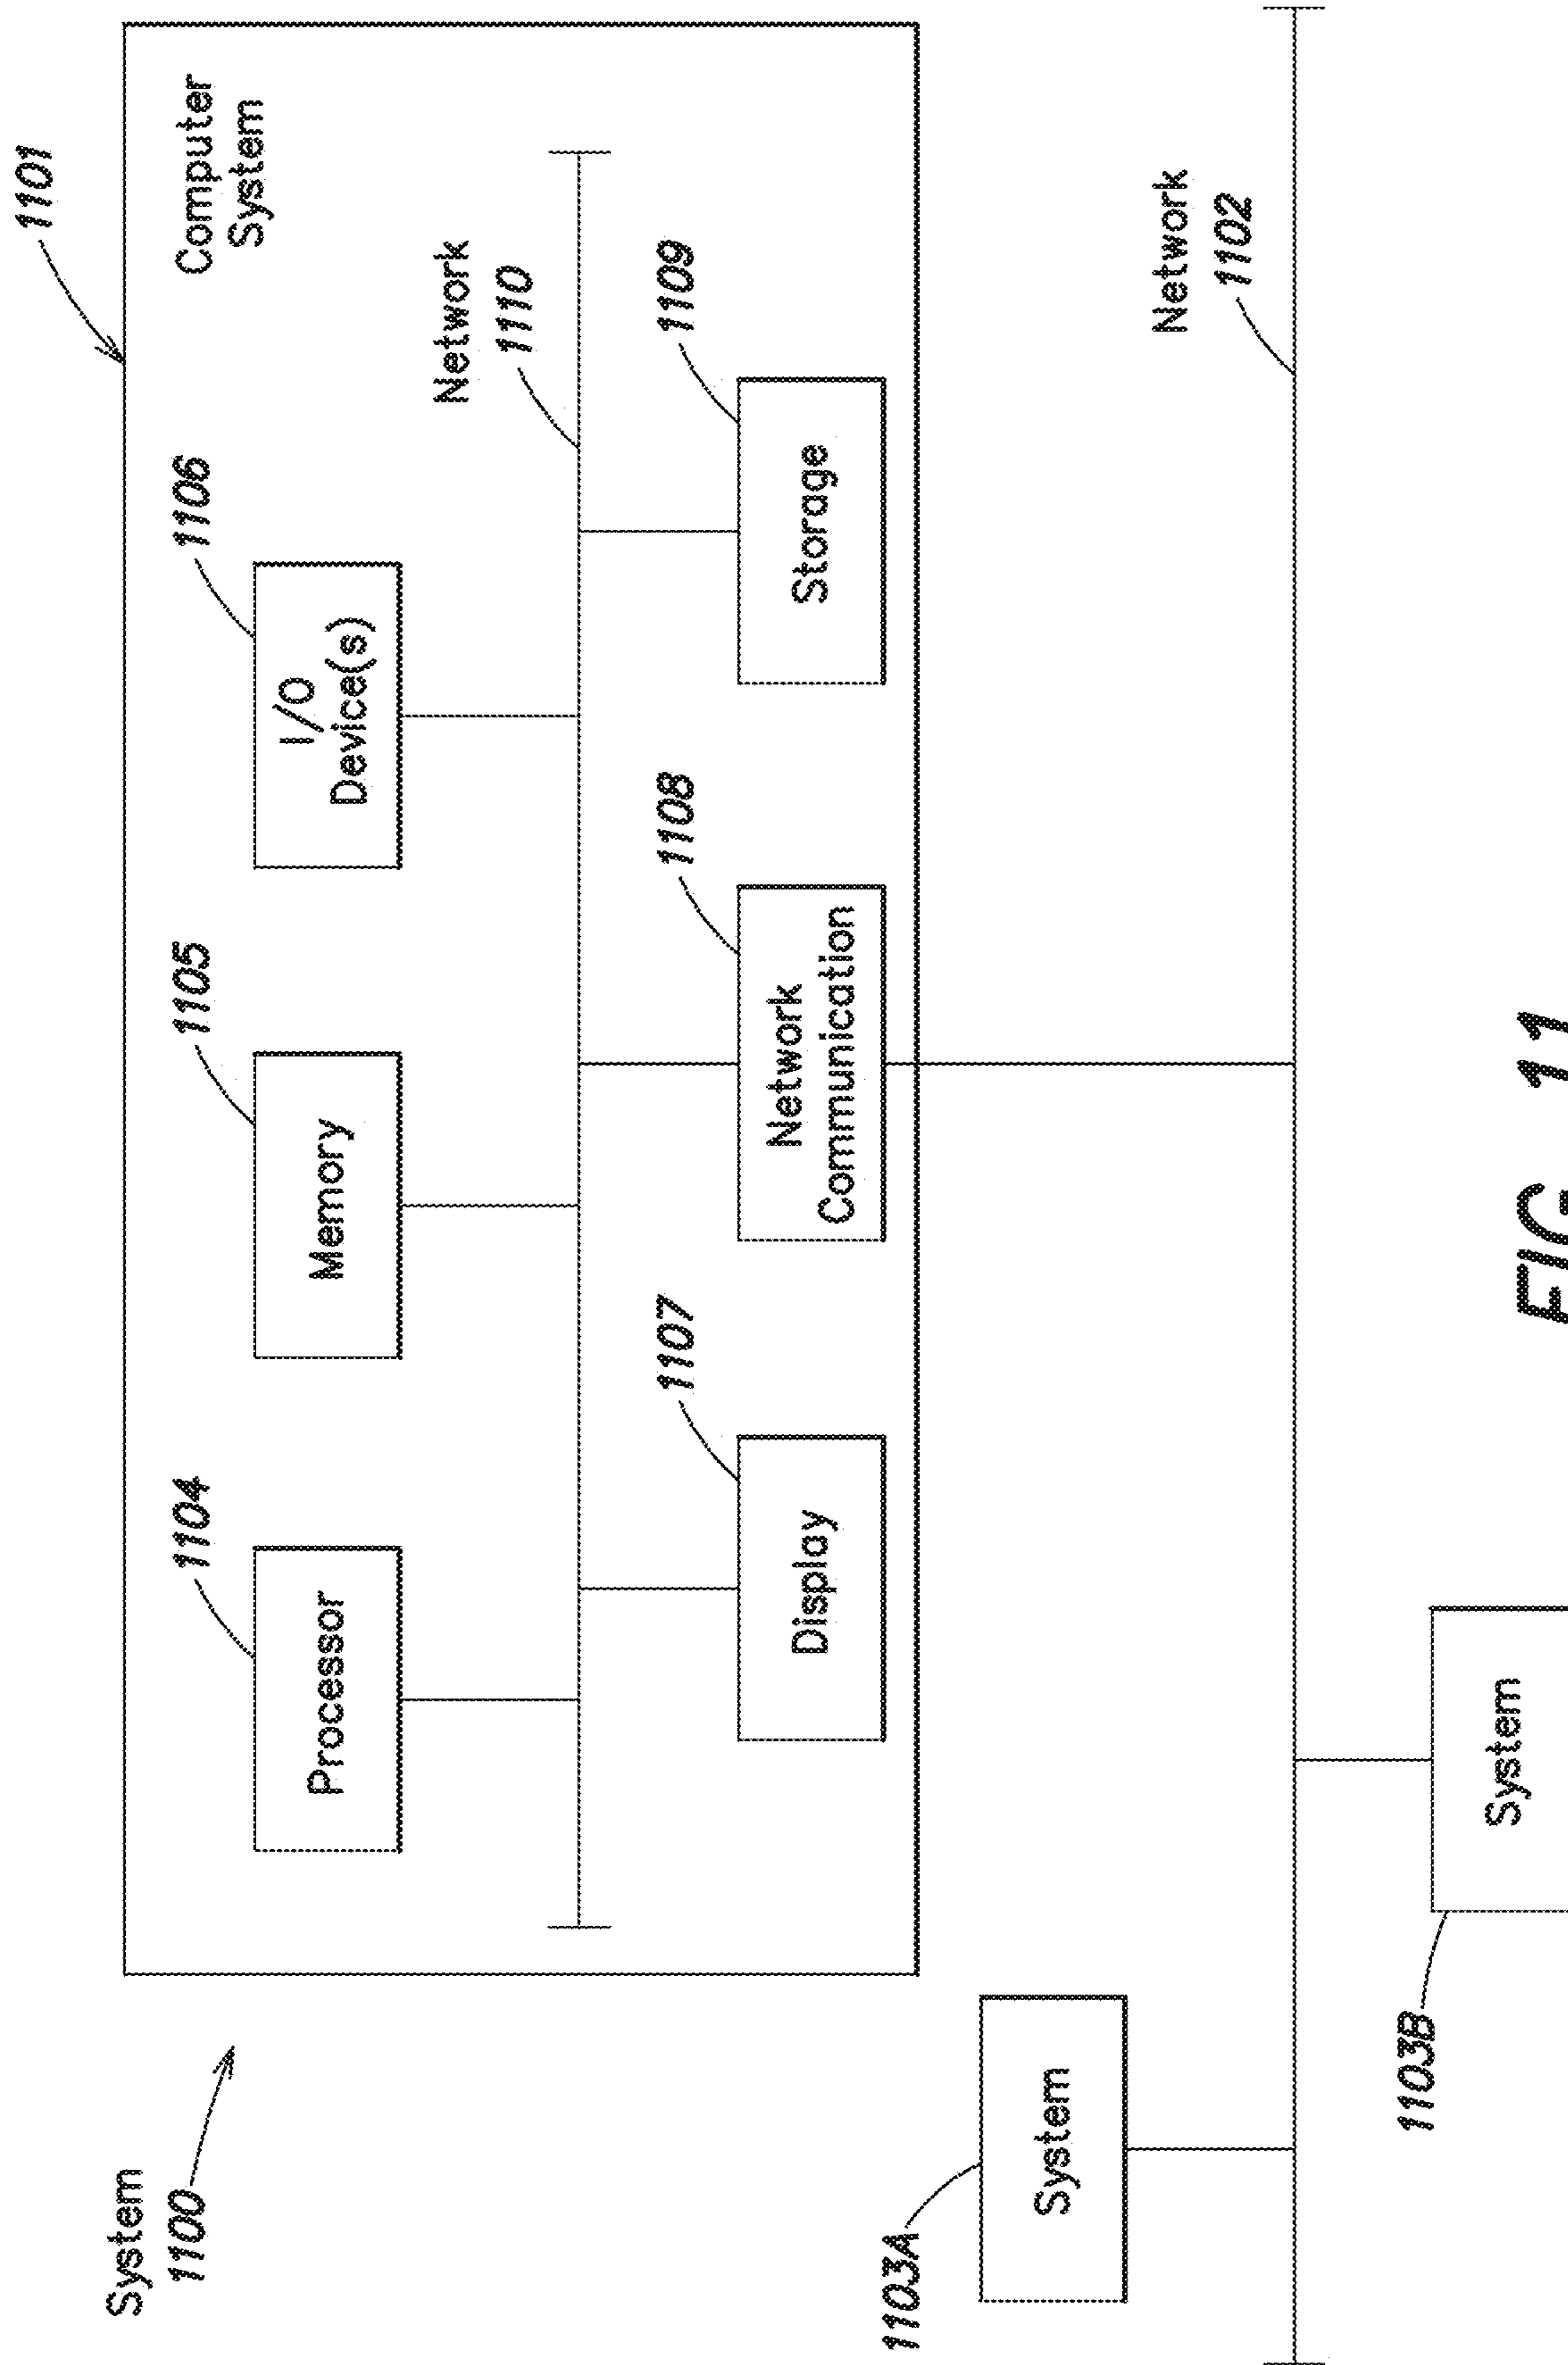 System
1100
1101
Computer
System
1104
Processor
1105
Memory
1106
I/O
Device(s)
Network
1110
1107
Display
1108
Network
Communication
1109
Storage
1103A
System
Network
1102
1103B
System
FIG. 11